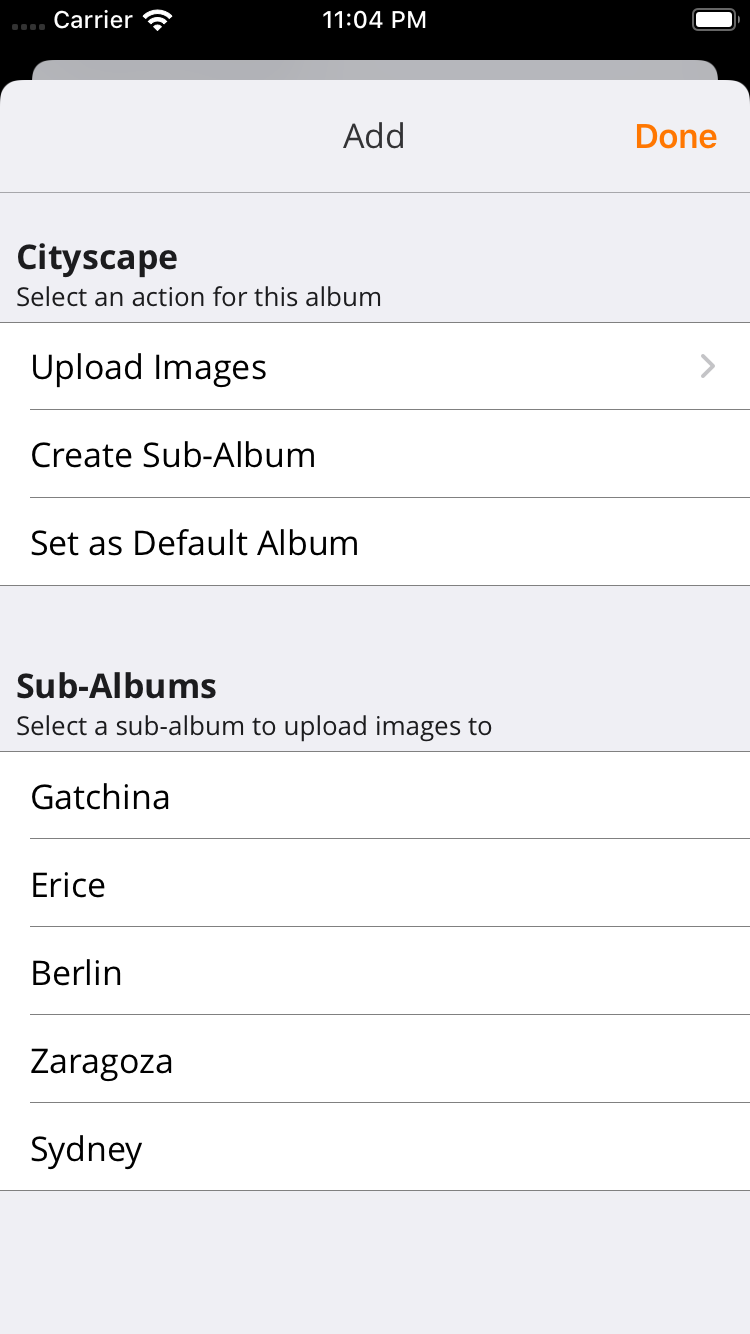 Carrier 11:04 PM
Add Done
Cityscape
Select an action for this album
Upload Images
Create Sub-Album
Set as Default Album
Sub-Albums
Select a sub-album to upload images to
Gatchina
Erice
Berlin
Zaragoza
Sydney